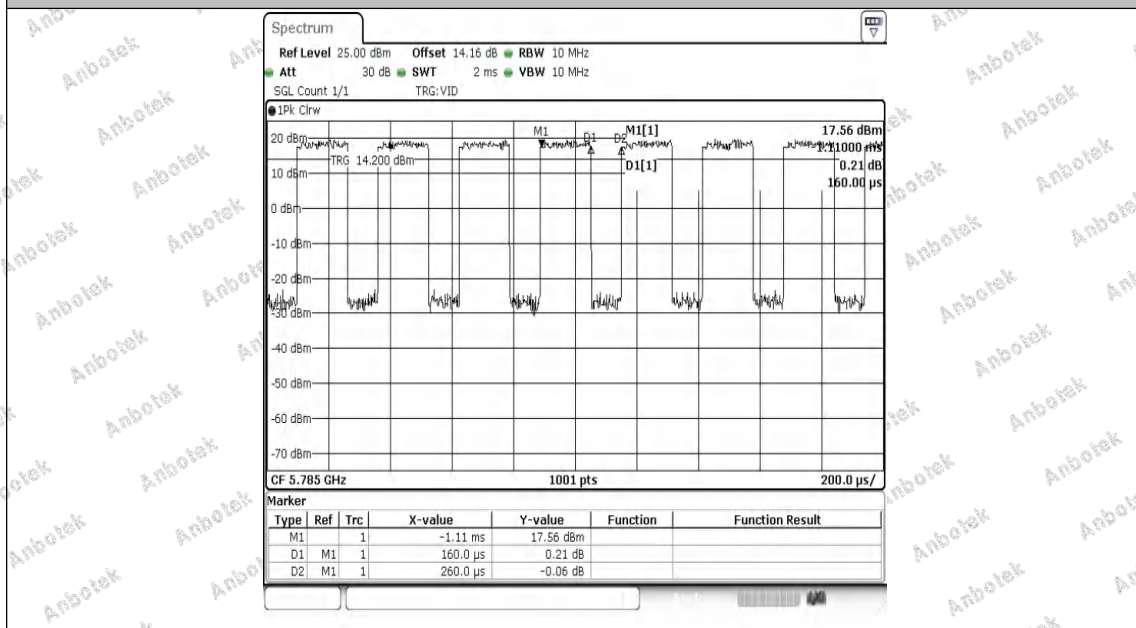 Spectrum
Ref Level 25.00 dBm Offset 14.16 dB RBW 10 MHz
Att 30 dB SWT 2 ms VBW 10 MHz
SGL Count 1/1 TRG:VID
1Pk Clrw
M1[1] 17.56 dBm
-1.11000 ms
D1[1] 0.21 dB
160.00 µs
M1 D1 D2
TRG 14.200 dBm
20 dBm
10 dBm
0 dBm
-10 dBm
-20 dBm
-30 dBm
-40 dBm
-50 dBm
-60 dBm
-70 dBm
CF 5.785 GHz 1001 pts 200.0 µs/
Marker
Type Ref Trc X-value Y-value Function Function Result
M1 1 -1.11 ms 17.56 dBm
D1 M1 1 160.0 µs 0.21 dB
D2 M1 1 260.0 µs -0.06 dB
Anbotek